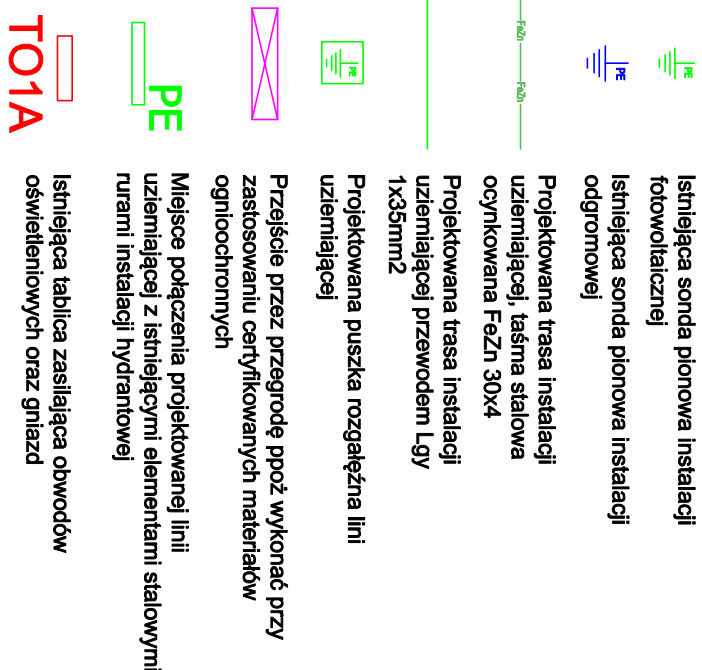 PE
Istniejąca sonda pionowa instalacji
fotowoltaicznej
PE
Istniejąca sonda pionowa instalacji
odgromowej
FeZn FeZn
Projektowana trasa instalacji
uziemiającej, taśma stalowa
ocynkowana FeZn 30x4
Projektowana trasa instalacji
uziemiającej przewodem Lgy
1x35mm2
PE
Projektowana puszka rozgałęźna lini
uziemiającej
Przejście przez przegrodę ppoż wykonać przy
zastosowaniu certyfikowanych materiałów
ognioochronnych
PE
Miejsce połączenia projektowanej linii
uziemiającej z istniejącymi elementami stalowymi
rurami instalacji hydrantowej
TO1A
Istniejąca tablica zasilająca obwodów
oświetleniowych oraz gniazd